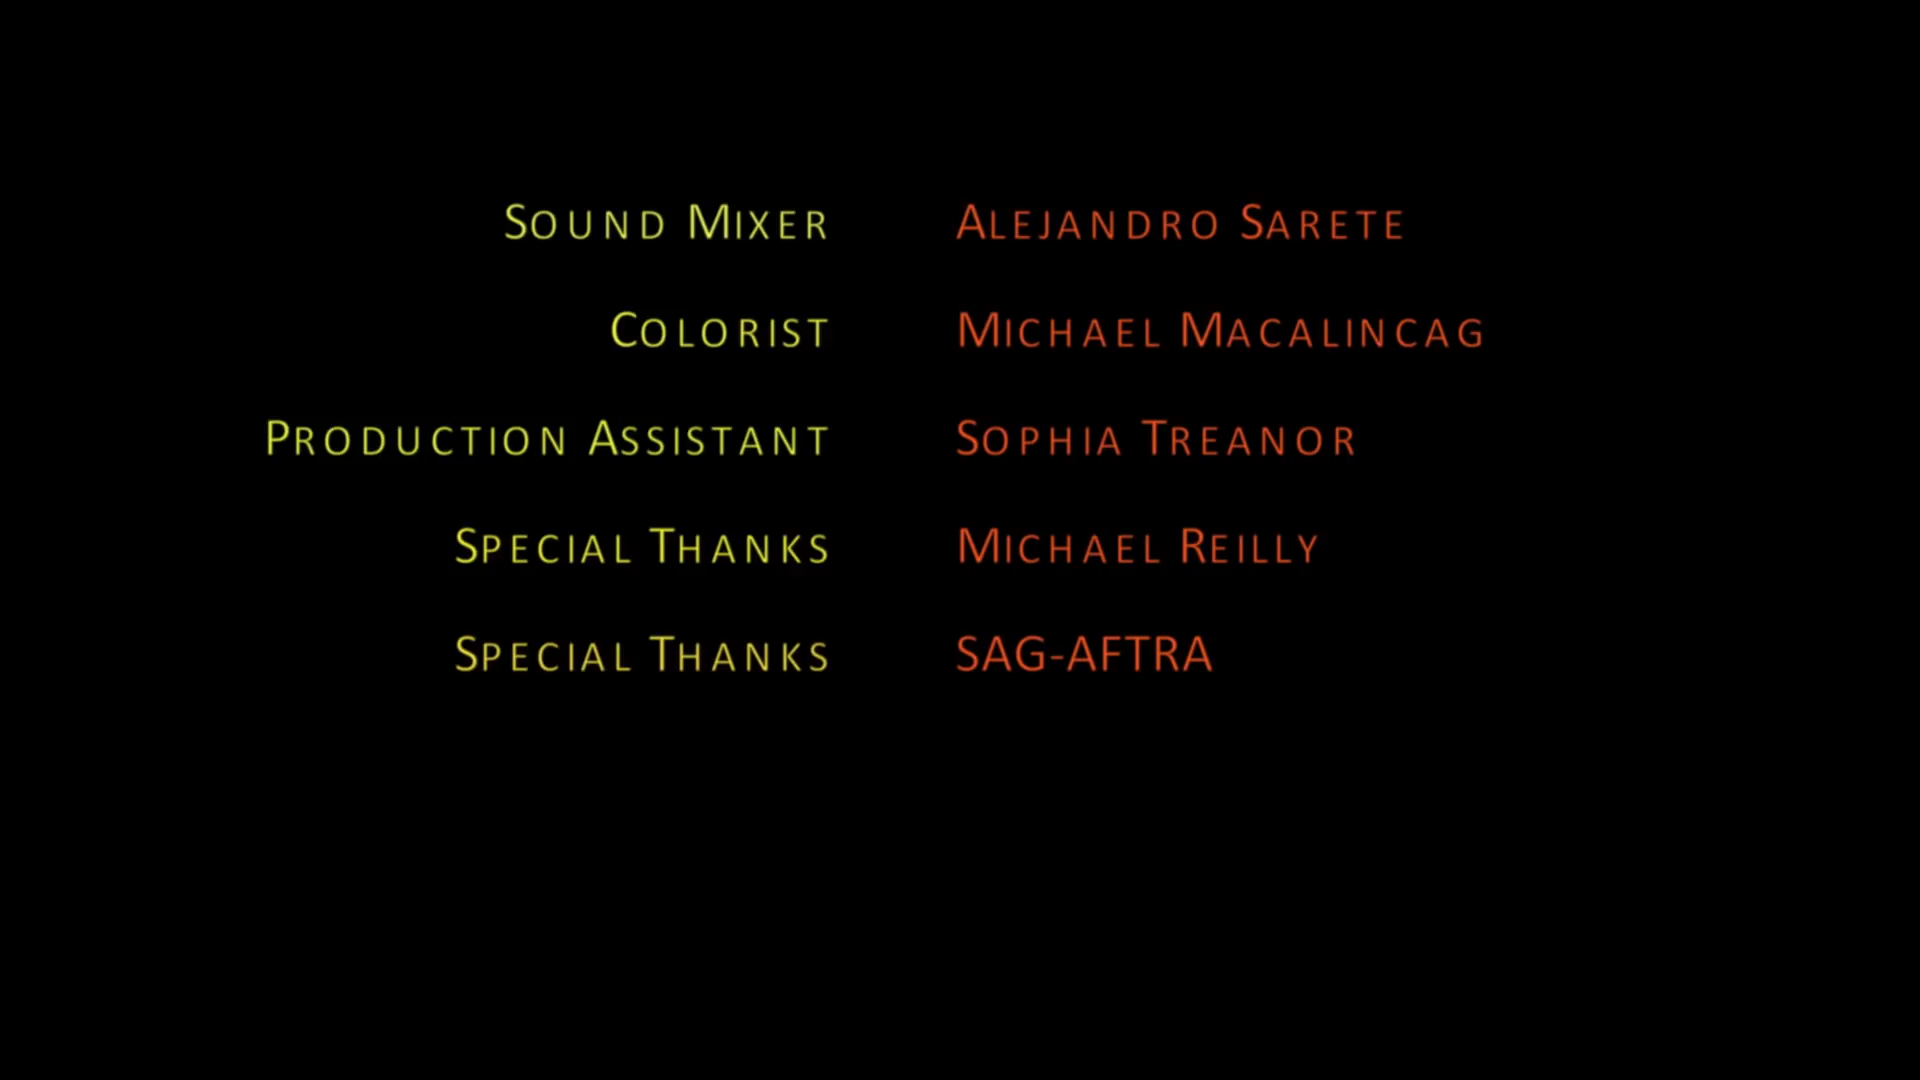 Sound Mixer Alejandro Sarete
Colorist Michael Macalincag
Production Assistant Sophia Treanor
Special Thanks Michael Reilly
Special Thanks SAG-AFTRA